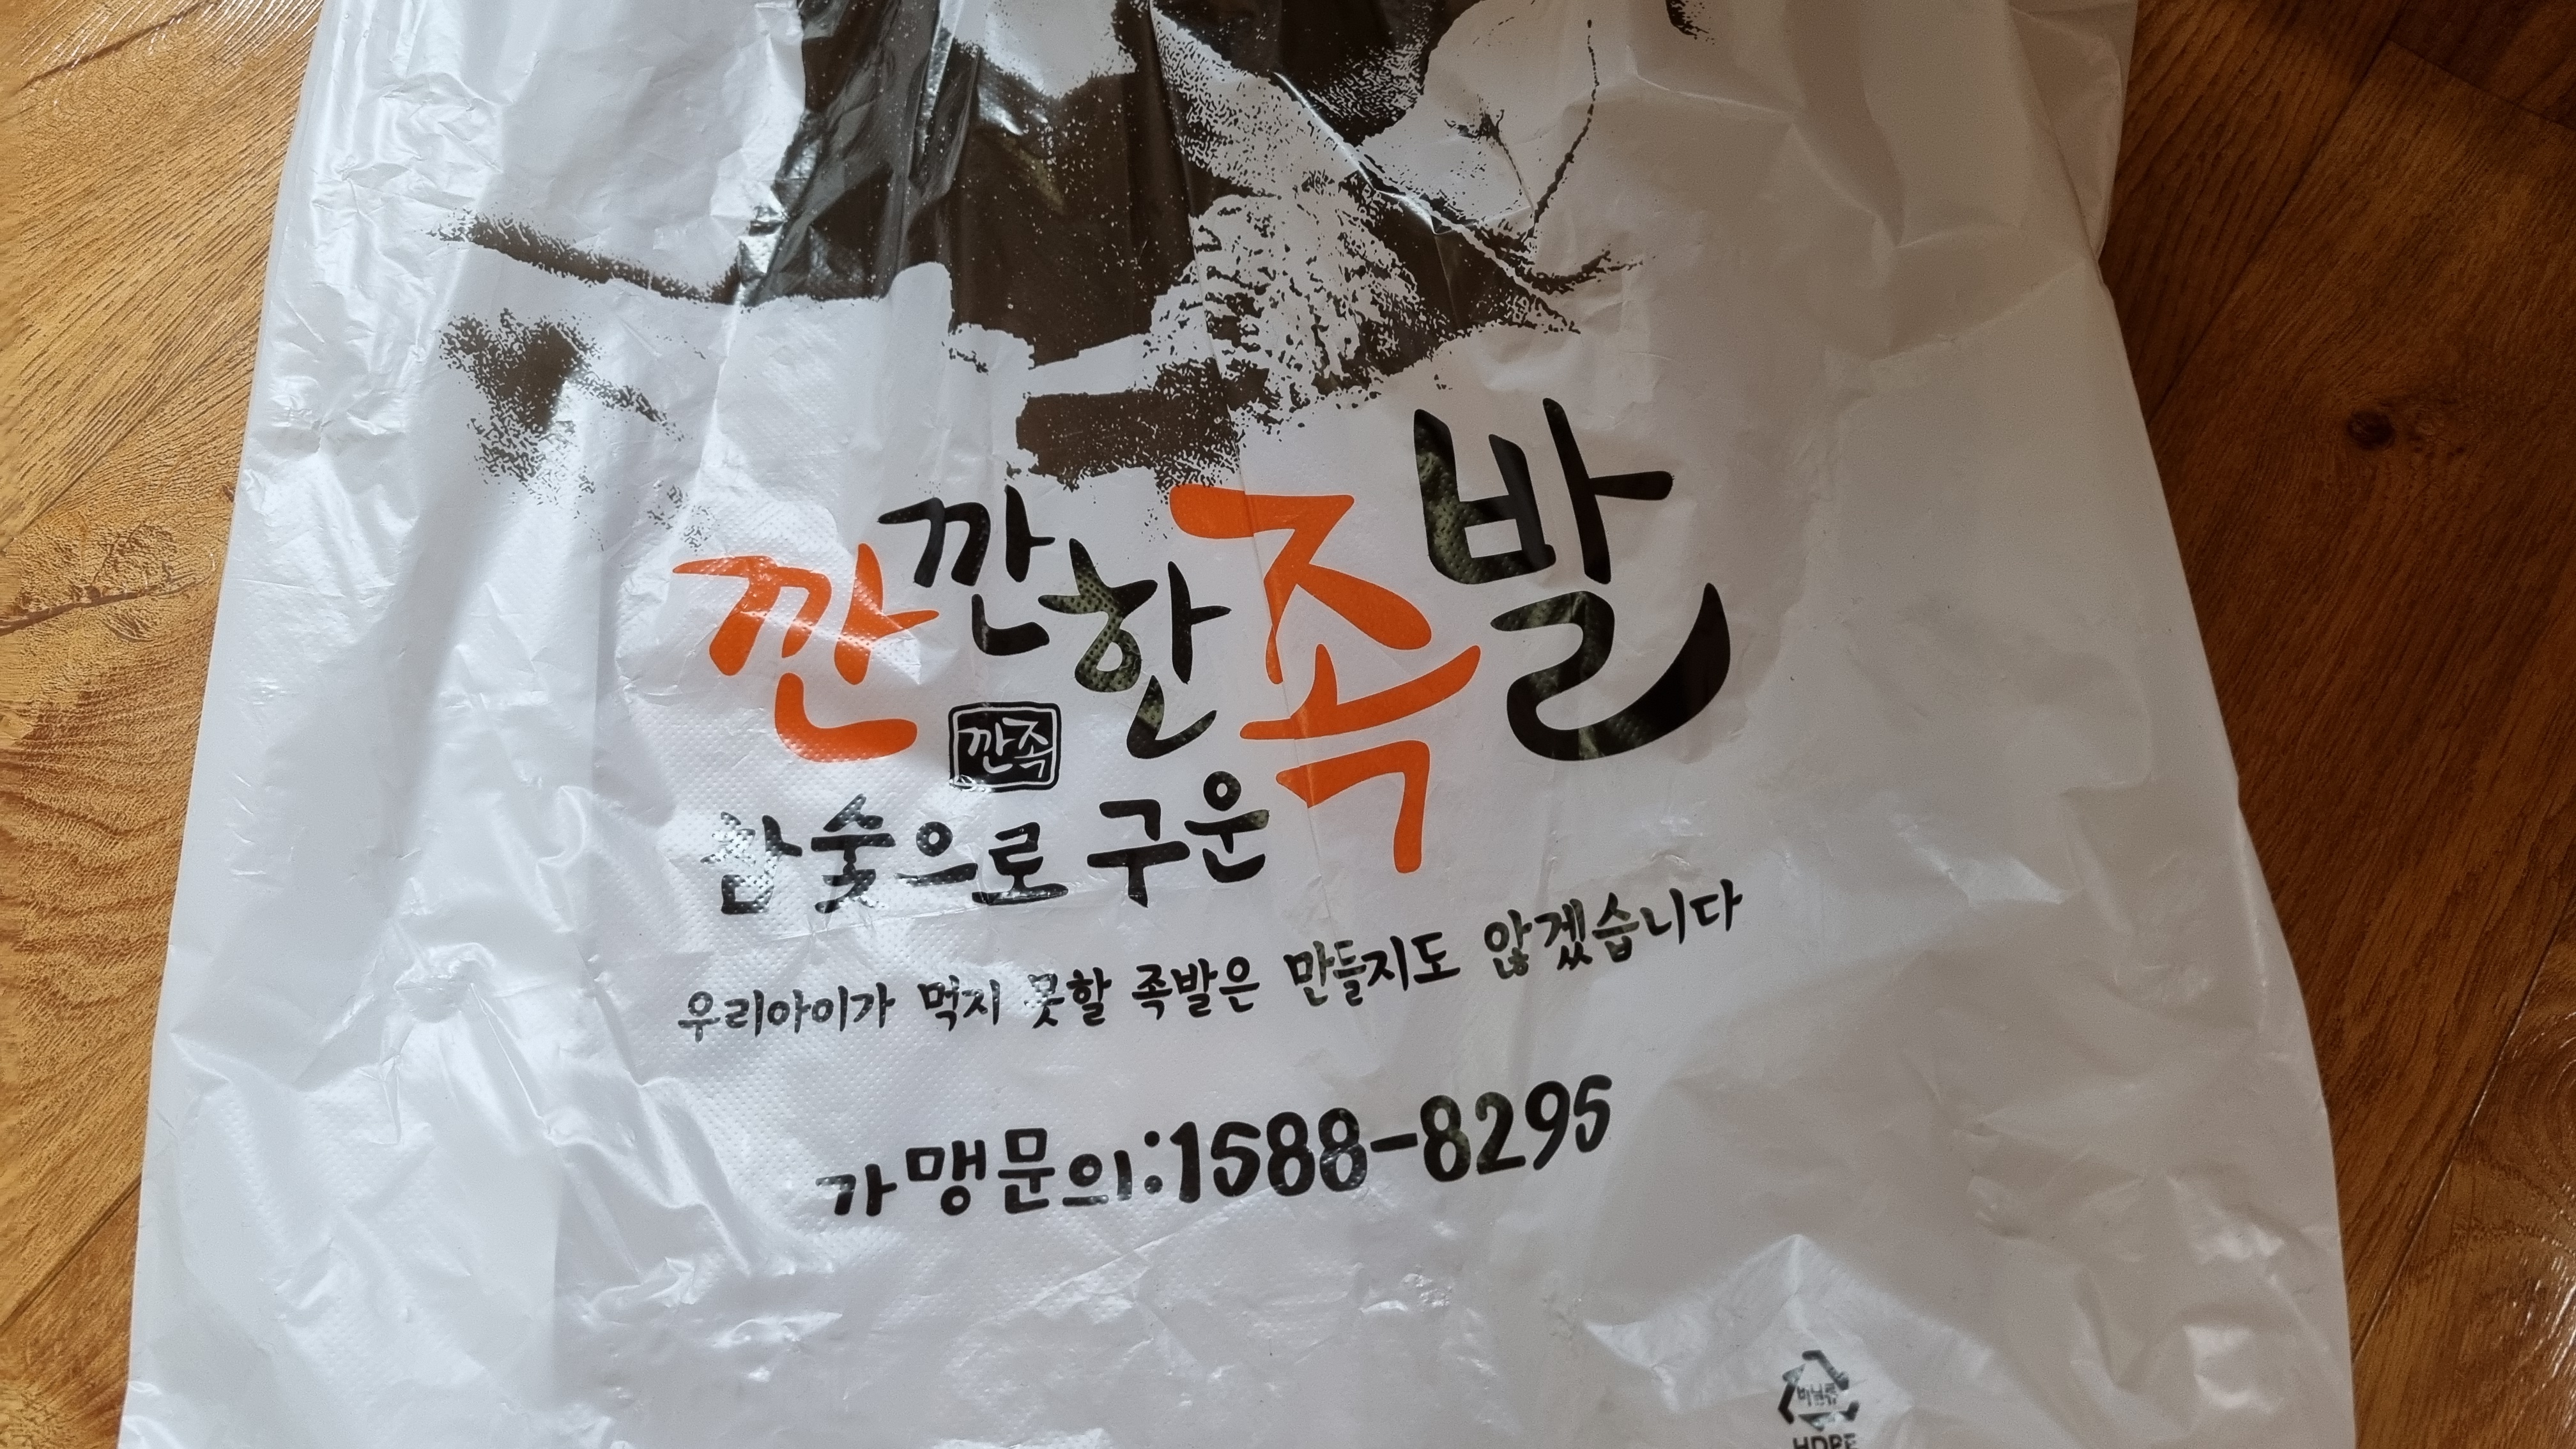 깐깐한족발
깐족
참숯으로 구운
우리아이가 먹지 못할 족발은 만들지도 않겠습니다
가맹문의:1588-8295
비닐류
HDPE